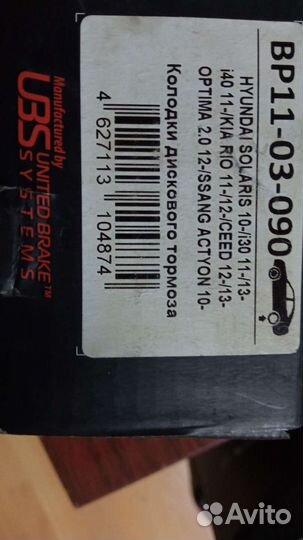 BP11-03-090
HYUNDAI SOLARIS 10-/i30 11-/13-
i40 11-/KIA RIO 11-/12-/CEED 12-/13-
OPTIMA 2.0 12-/SSANG ACTYON 10-
Колодки дискового тормоза
4 627113 104874
Manufactured by
UBS UNITED BRAKE™
SYSTEMS
Avito